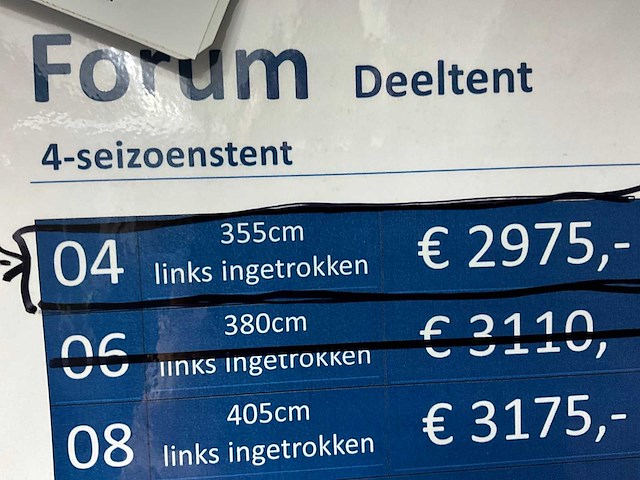 Forum Deeltent
4-seizoenstent
04 355cm links ingetrokken € 2975,-
06 380cm links ingetrokken € 3110,
08 405cm links ingetrokken € 3175,-